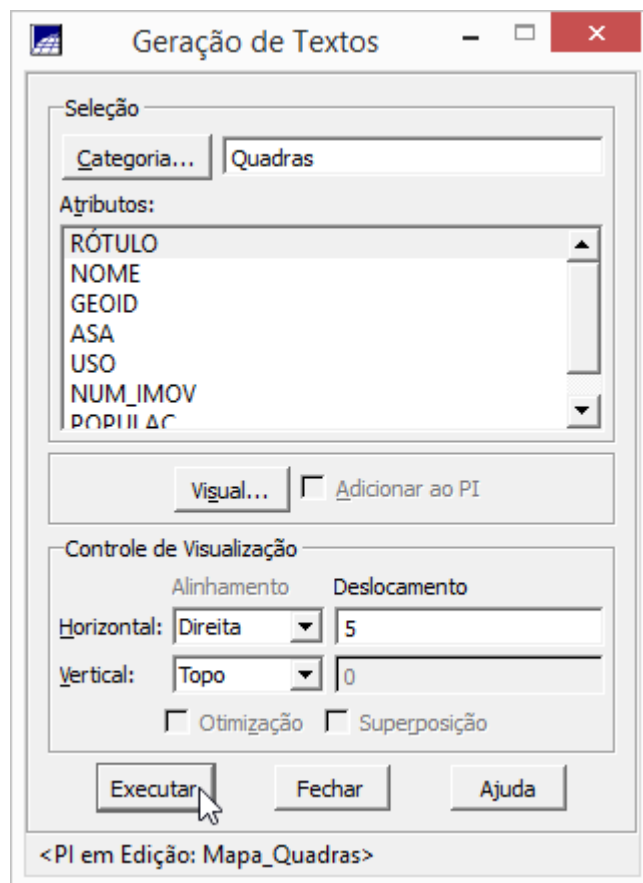 Geração de Textos
Seleção
Categoria... Quadras
Atributos:
RÓTULO
NOME
GEOID
ASA
USO
NUM_IMOV
POPULAC
Visual... Adicionar ao PI
Controle de Visualização
Alinhamento Deslocamento
Horizontal: Direita 5
Vertical: Topo 0
Otimização Superposição
Executar Fechar Ajuda
<PI em Edição: Mapa_Quadras>